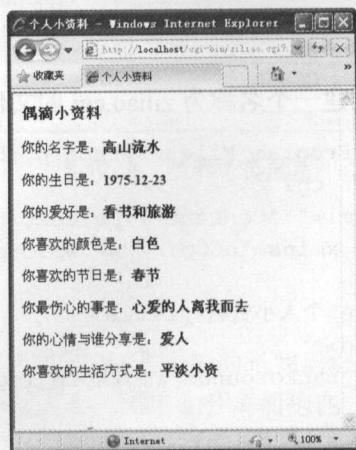 个人小资料 - Windows Internet Explorer
http://localhost/cgi-bin/ziliao.cgi?
收藏夹 个人小资料
偶滴小资料
你的名字是：高山流水
你的生日是：1975-12-23
你的爱好是：看书和旅游
你喜欢的颜色是：白色
你喜欢的节日是：春节
你最伤心的事是：心爱的人离我而去
你的心情与谁分享是：爱人
你喜欢的生活方式是：平淡小资
Internet 100%